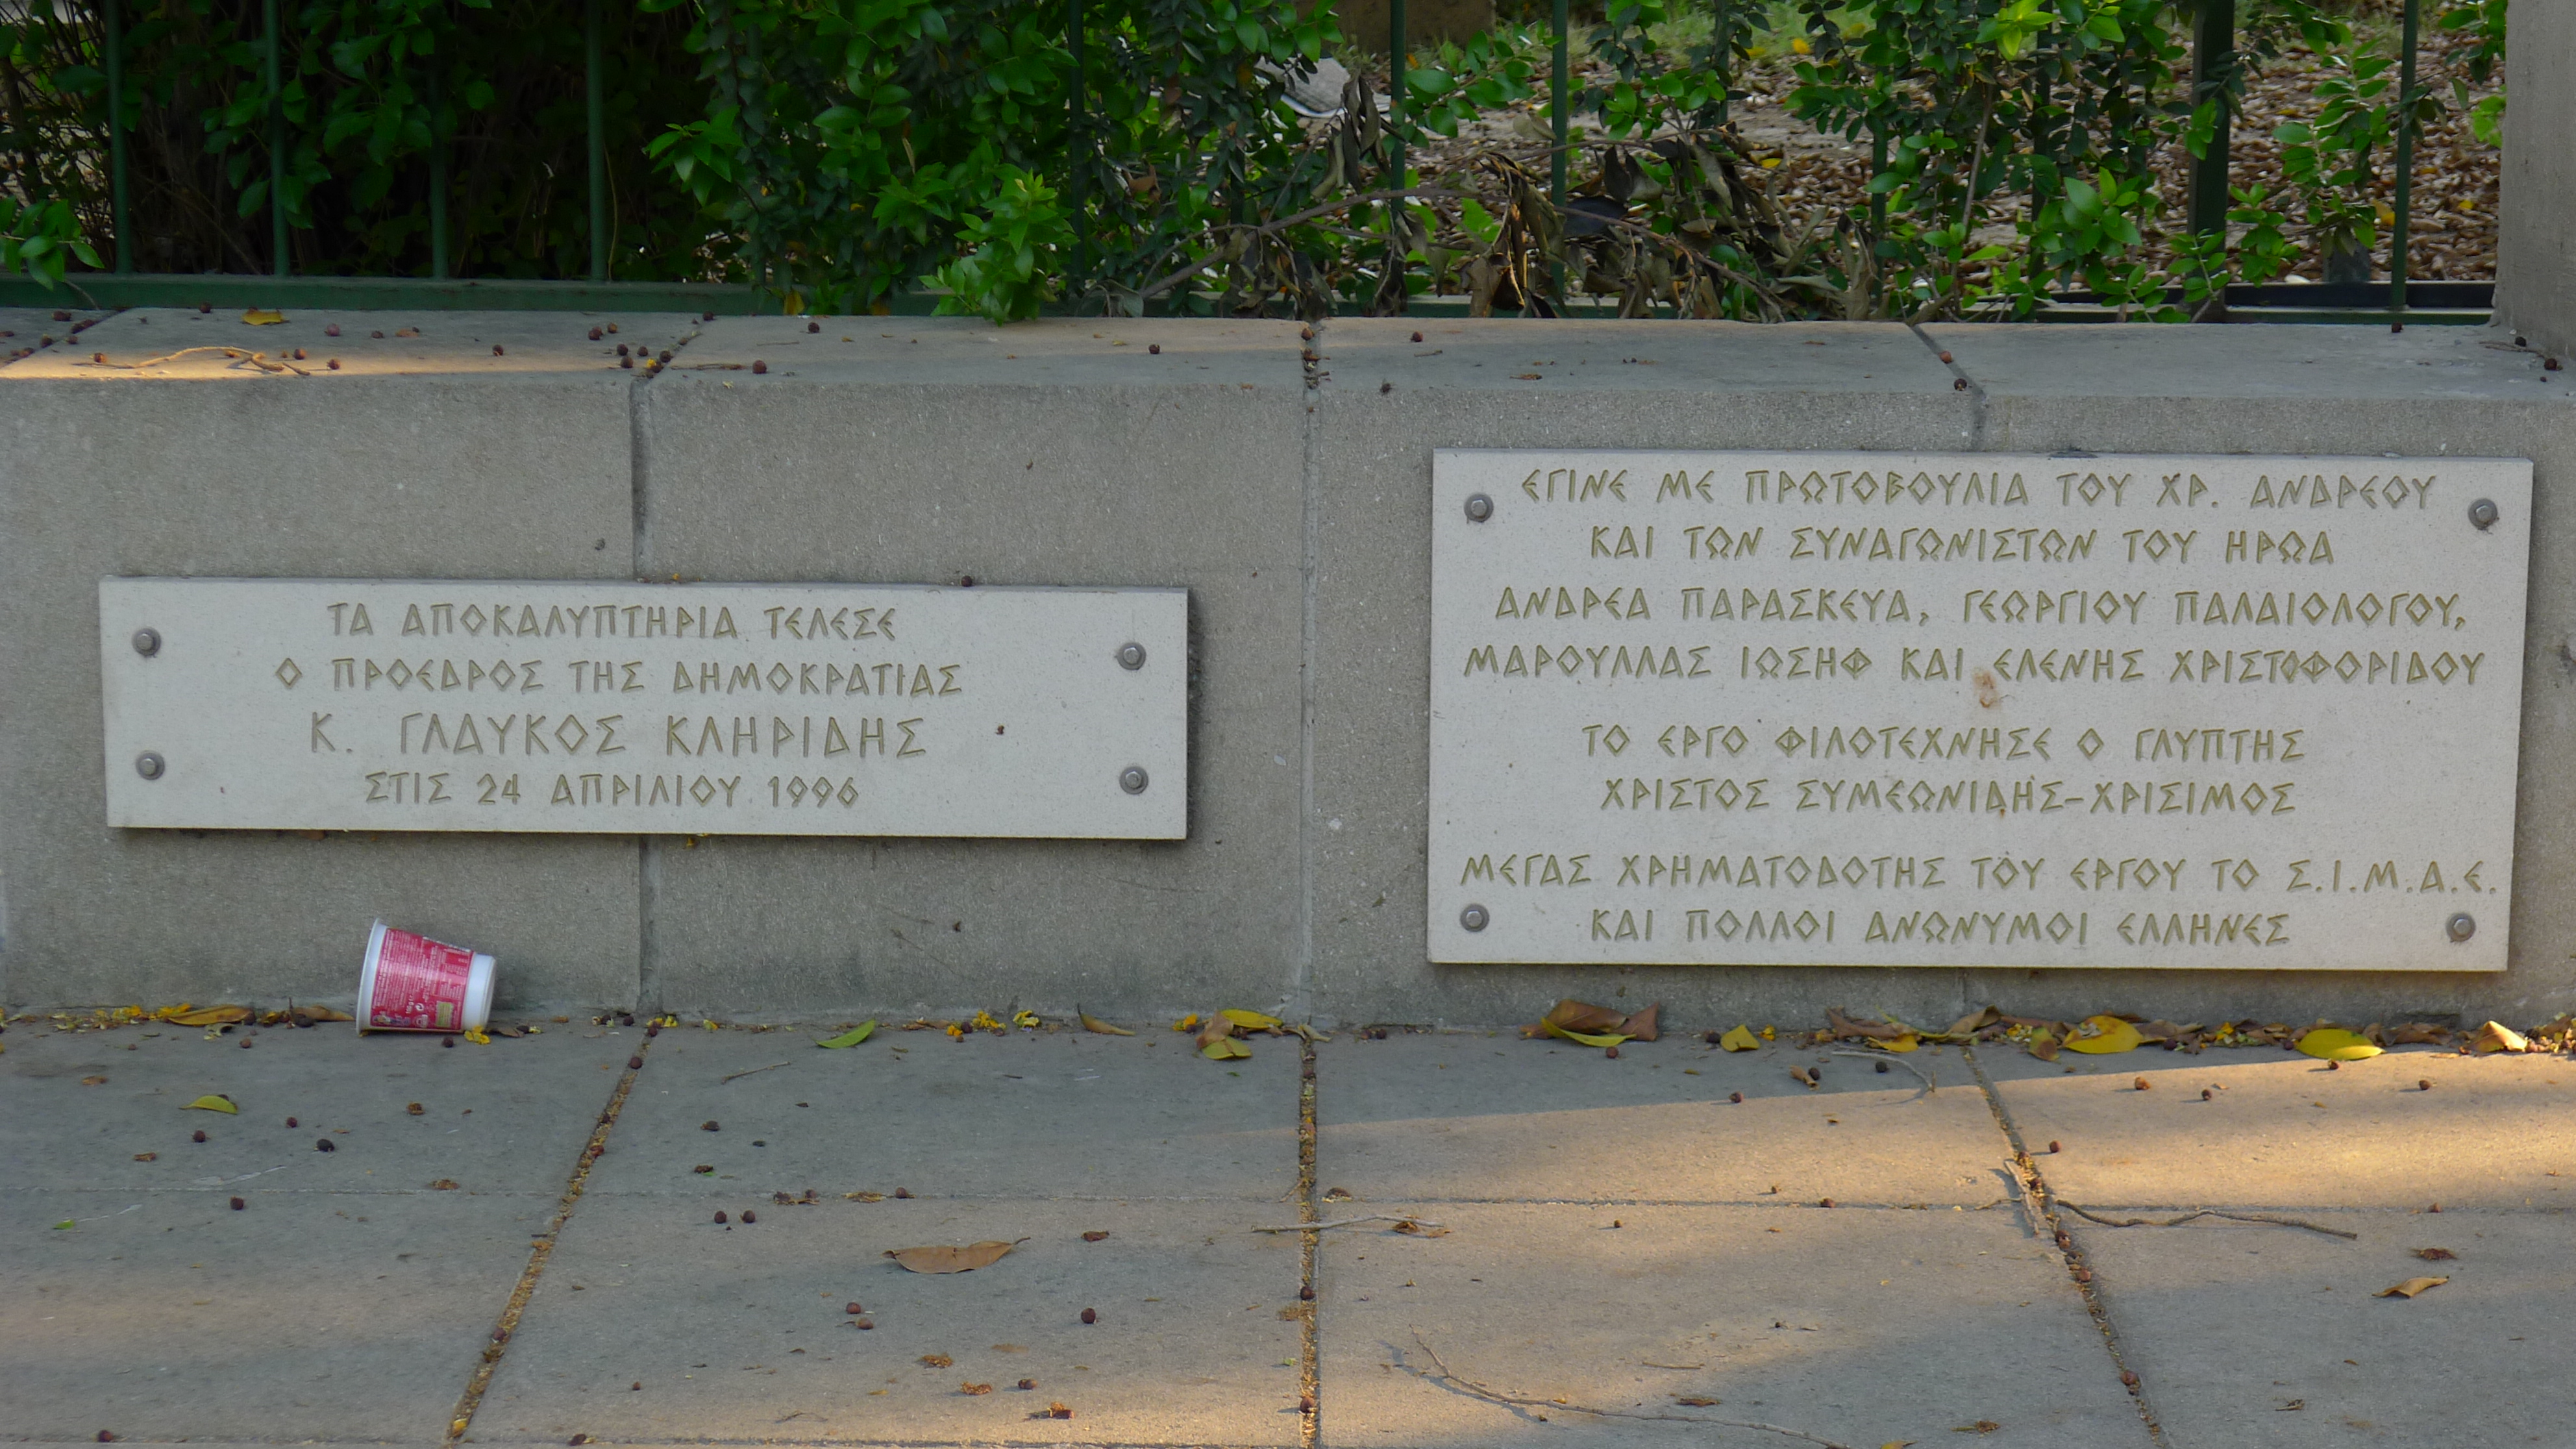 ΤΑ ΑΠΟΚΑΛΥΠΤΗΡΙΑ ΤΕΛΕΣΕ
Ο ΠΡΟΕΔΡΟΣ ΤΗΣ ΔΗΜΟΚΡΑΤΙΑΣ
Κ. ΓΛΑΥΚΟΣ ΚΛΗΡΙΔΗΣ
ΣΤΙΣ 24 ΑΠΡΙΛΙΟΥ 1996
ΕΓΙΝΕ ΜΕ ΠΡΩΤΟΒΟΥΛΙΑ ΤΟΥ ΧΡ. ΑΝΔΡΕΟΥ
ΚΑΙ ΤΩΝ ΣΥΝΑΓΩΝΙΣΤΩΝ ΤΟΥ ΗΡΩΑ
ΑΝΔΡΕΑ ΠΑΡΑΣΚΕΥΑ, ΓΕΩΡΓΙΟΥ ΠΑΛΑΙΟΛΟΓΟΥ,
ΜΑΡΟΥΛΛΑΣ ΙΩΣΗΦ ΚΑΙ ΕΛΕΝΗΣ ΧΡΙΣΤΟΦΟΡΙΔΟΥ
ΤΟ ΕΡΓΟ ΦΙΛΟΤΕΧΝΗΣΕ Ο ΓΛΥΠΤΗΣ
ΧΡΙΣΤΟΣ ΣΥΜΕΩΝΙΔΗΣ-ΧΡΙΣΙΜΟΣ
ΜΕΓΑΣ ΧΡΗΜΑΤΟΔΟΤΗΣ ΤΟΥ ΕΡΓΟΥ ΤΟ Σ.Ι.Μ.Α.Ε.
ΚΑΙ ΠΟΛΛΟΙ ΑΝΩΝΥΜΟΙ ΕΛΛΗΝΕΣ